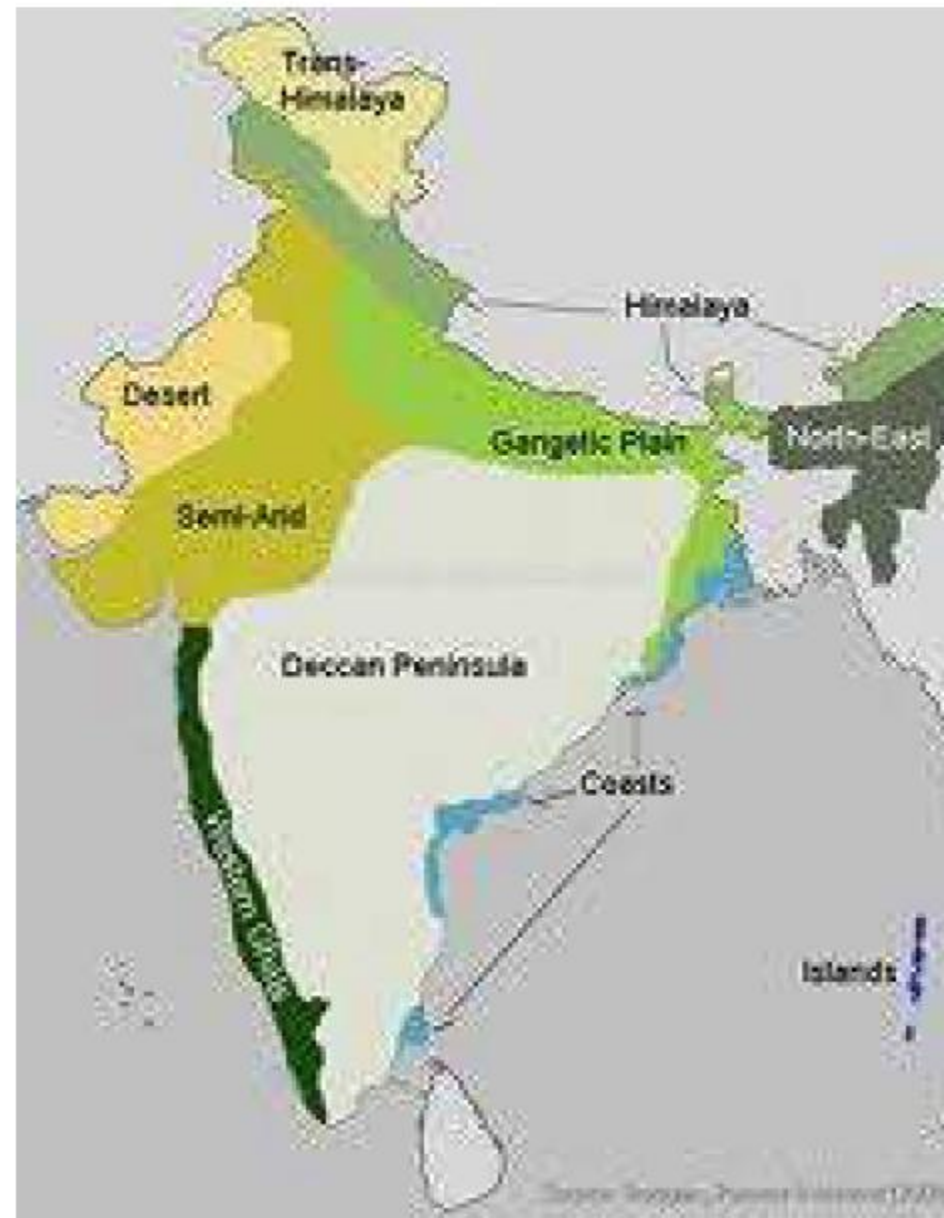 Trans-
Himalaya
Himalaya
Desert
North-East
Gangetic Plain
Semi-Arid
Deccan Peninsula
Coasts
Western Ghats
Islands